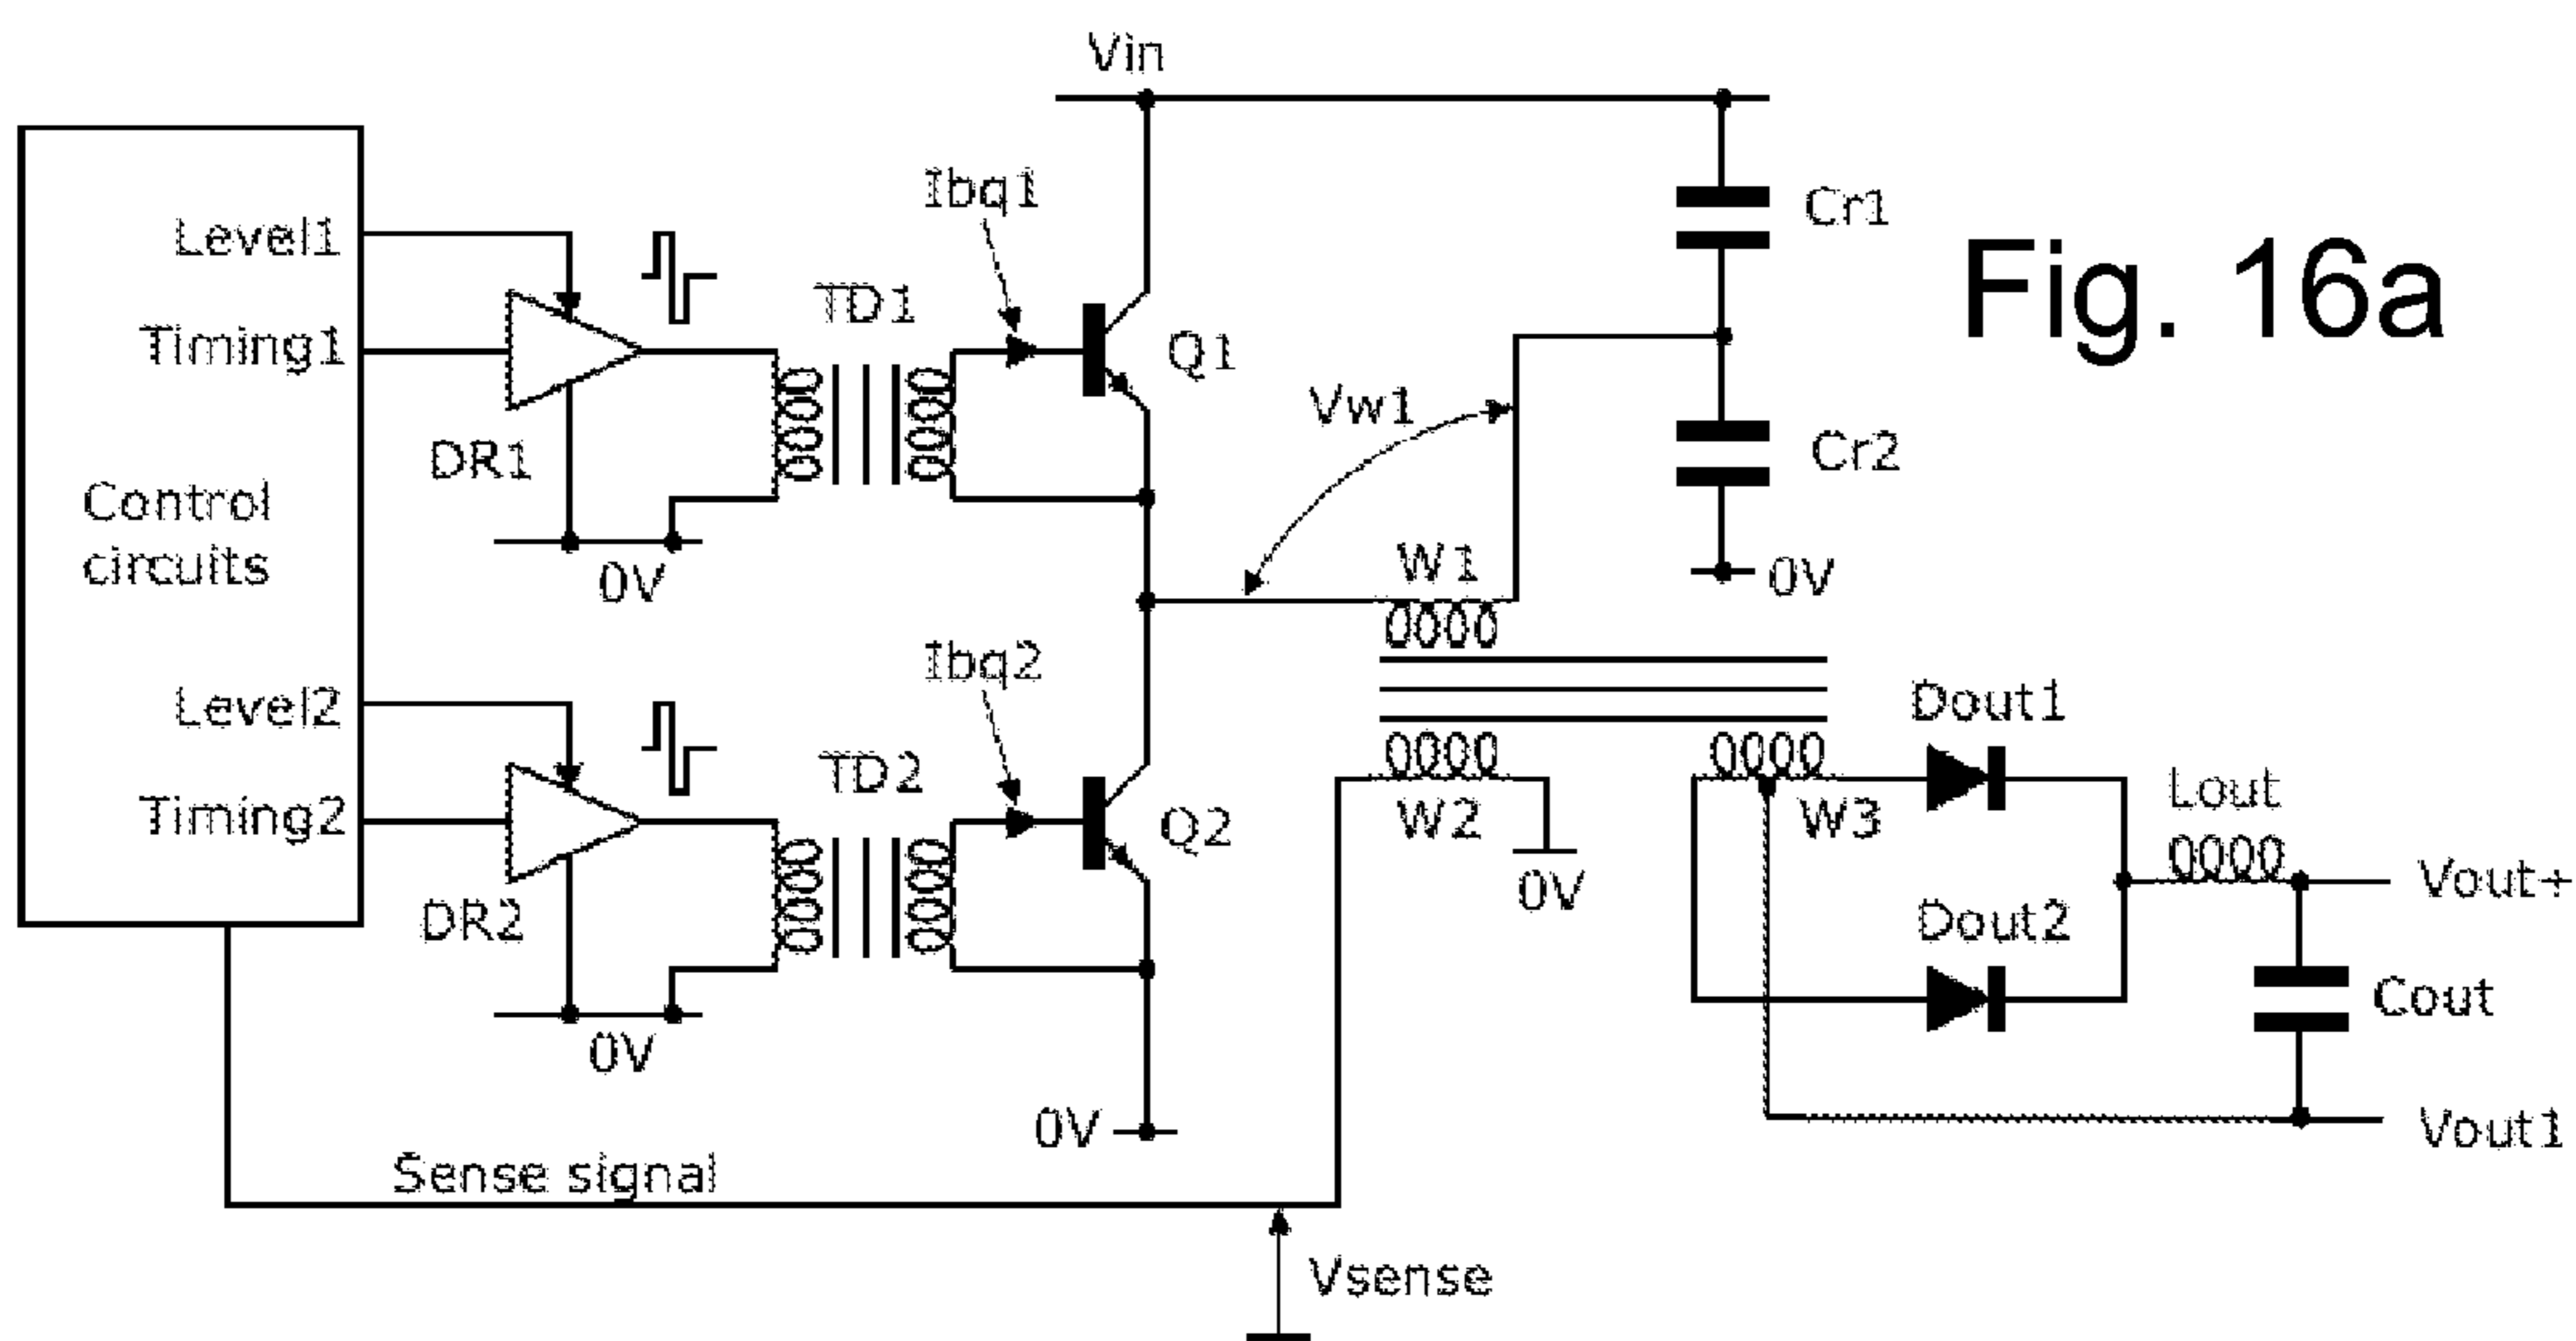 Vin
Fig. 16a
Level1
Timing1
Control
circuits
Level2
Timing2
DR1
0V
TD1
Ibq1
Q1
Vw1
Cr1
Cr2
0V
W1
DR2
0V
TD2
Ibq2
Q2
0V
W2
0V
W3
Dout1
Dout2
Lout
Vout+
Cout
Vout1
Sense signal
Vsense